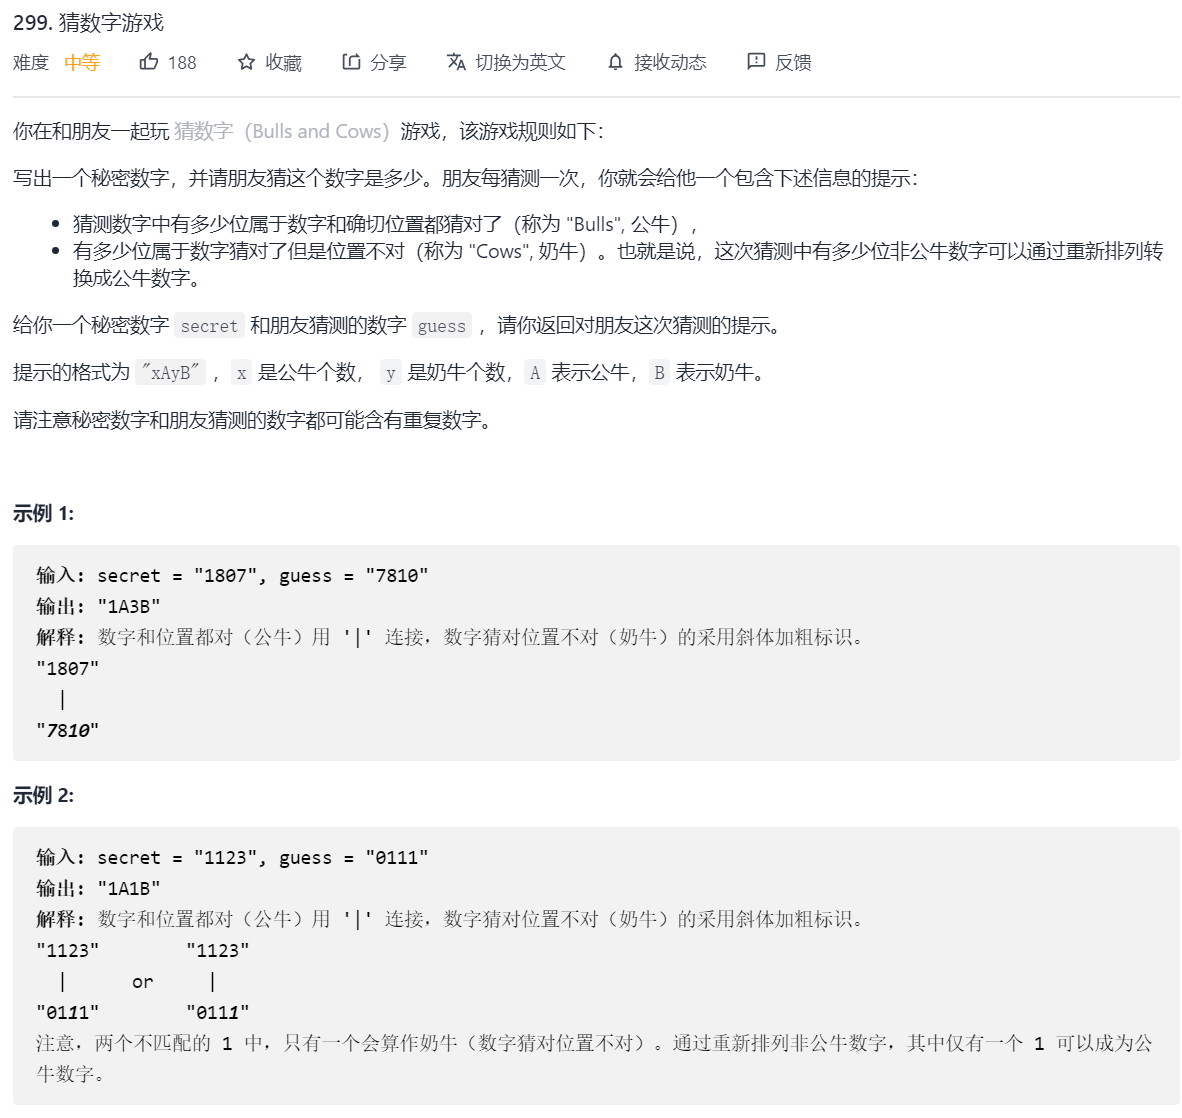 299. 猜数字游戏
难度 中等 188 收藏 分享 切换为英文 接收动态 反馈
你在和朋友一起玩 猜数字（Bulls and Cows）游戏，该游戏规则如下：
写出一个秘密数字，并请朋友猜这个数字是多少。朋友每猜测一次，你就会给他一个包含下述信息的提示：
• 猜测数字中有多少位属于数字和确切位置都猜对了（称为 "Bulls", 公牛），
• 有多少位属于数字猜对了但是位置不对（称为 "Cows", 奶牛）。也就是说，这次猜测中有多少位非公牛数字可以通过重新排列转
换成公牛数字。
给你一个秘密数字 secret 和朋友猜测的数字 guess ，请你返回对朋友这次猜测的提示。
提示的格式为 "xAyB" ，x 是公牛个数， y 是奶牛个数，A 表示公牛，B 表示奶牛。
请注意秘密数字和朋友猜测的数字都可能含有重复数字。
示例 1:
输入: secret = "1807", guess = "7810"
输出: "1A3B"
解释: 数字和位置都对（公牛）用 '|' 连接，数字猜对位置不对（奶牛）的采用斜体加粗标识。
"1807"
|
"7810"
示例 2:
输入: secret = "1123", guess = "0111"
输出: "1A1B"
解释: 数字和位置都对（公牛）用 '|' 连接，数字猜对位置不对（奶牛）的采用斜体加粗标识。
"1123" "1123"
| or |
"0111" "0111"
注意，两个不匹配的 1 中，只有一个会算作奶牛（数字猜对位置不对）。通过重新排列非公牛数字，其中仅有一个 1 可以成为公
牛数字。